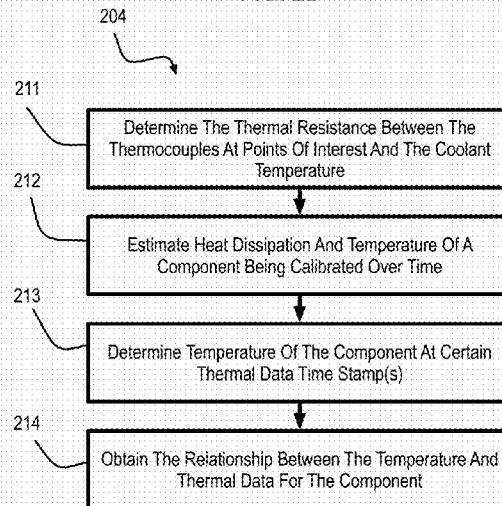 204
211
Determine The Thermal Resistance Between The
Thermocouples At Points Of Interest And The Coolant
Temperature
212
Estimate Heat Dissipation And Temperature Of A
Component Being Calibrated Over Time
213
Determine Temperature Of The Component At Certain
Thermal Data Time Stamp(s)
214
Obtain The Relationship Between The Temperature And
Thermal Data For The Component